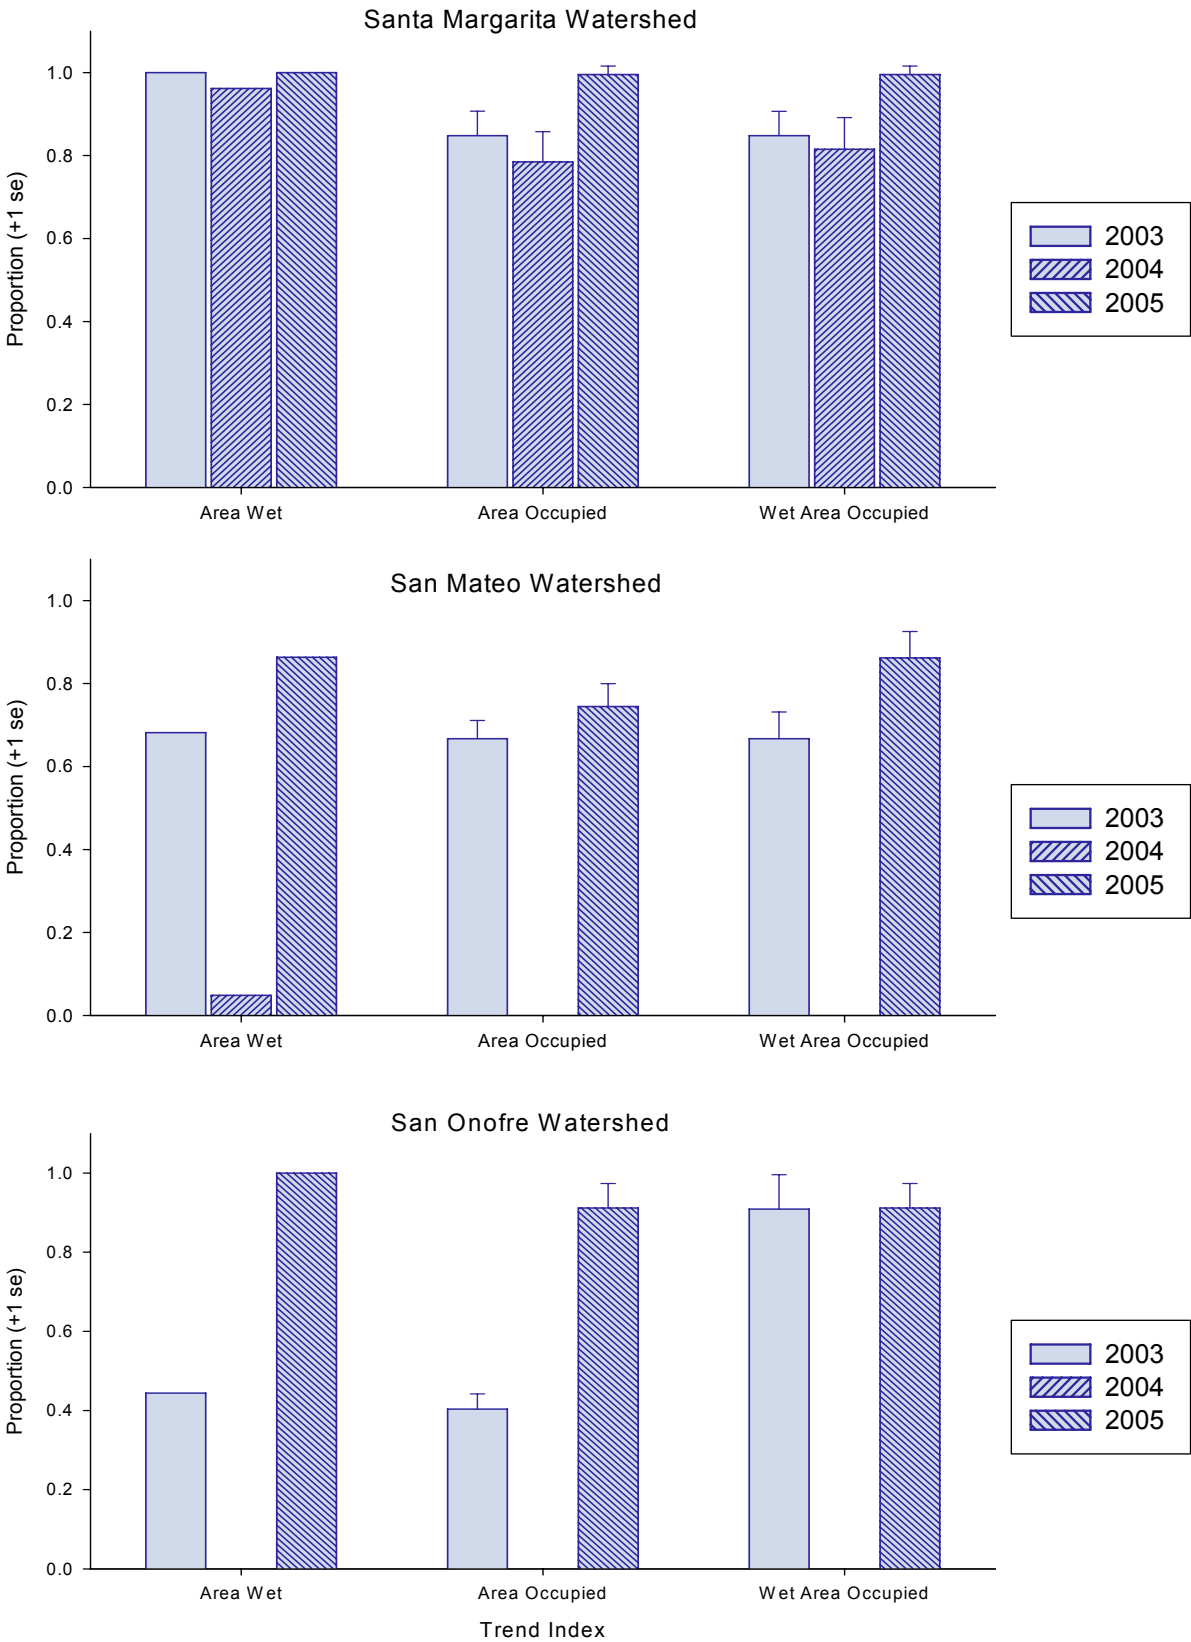 Santa Margarita Watershed
Proportion (+1 se)
1.0
0.8
0.6
0.4
0.2
0.0
Area Wet
Area Occupied
Wet Area Occupied
2003
2004
2005
San Mateo Watershed
Proportion (+1 se)
1.0
0.8
0.6
0.4
0.2
0.0
Area Wet
Area Occupied
Wet Area Occupied
2003
2004
2005
San Onofre Watershed
Proportion (+1 se)
1.0
0.8
0.6
0.4
0.2
0.0
Area Wet
Area Occupied
Wet Area Occupied
Trend Index
2003
2004
2005